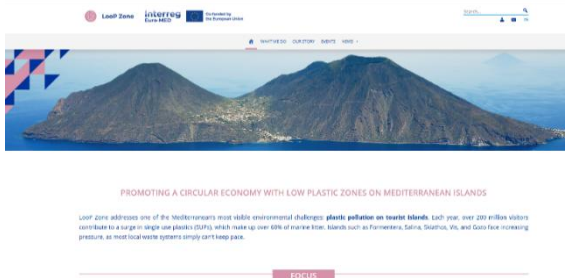 LooP Zone
Interreg
Euro-MED
Co-funded by
the European Union
Search...
WHAT WE DO OUR STORY EVENTS NEWS
PROMOTING A CIRCULAR ECONOMY WITH LOW PLASTIC ZONES ON MEDITERRANEAN ISLANDS
LooP Zone addresses one of the Mediterranean's most visible environmental challenges: plastic pollution on tourist islands. Each year, over 200 million visitors
contribute to a surge in single use plastics (SUPs), which make up over 60% of marine litter. Islands such as Formentera, Salina, Skiathos, Vis, and Gozo face increasing
pressure, as most local waste systems simply can't keep pace.
FOCUS